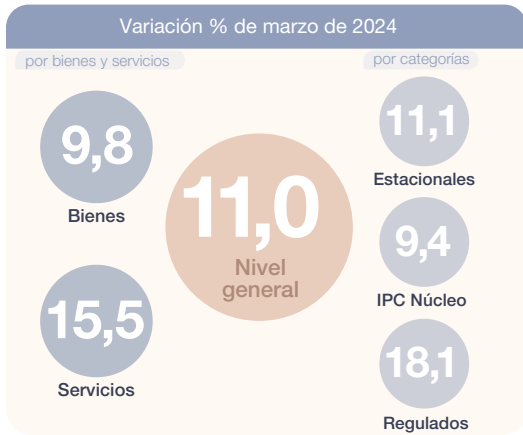 Variación % de marzo de 2024
por bienes y servicios
9,8
Bienes
15,5
Servicios
11,0
Nivel
general
por categorías
11,1
Estacionales
9,4
IPC Núcleo
18,1
Regulados